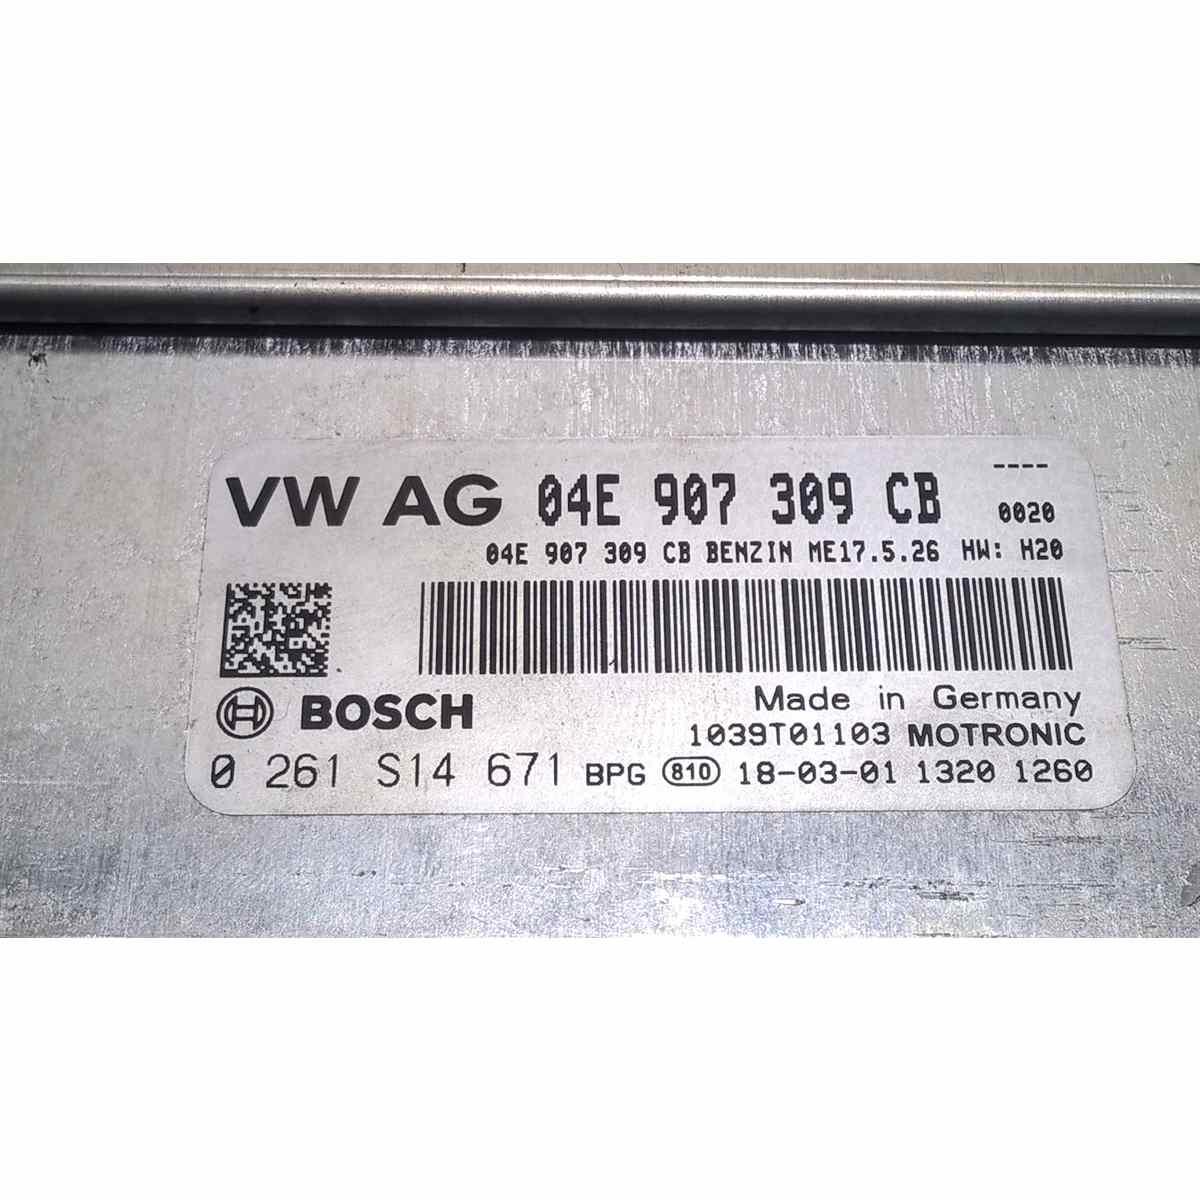 VW AG 04E 907 309 CB ----
0020
04E 907 309 CB BENZIN ME17.5.26 HW: H20
BOSCH
Made in Germany
1039T01103 MOTRONIC
0 261 S14 671 BPG 810 18-03-01 1320 1260